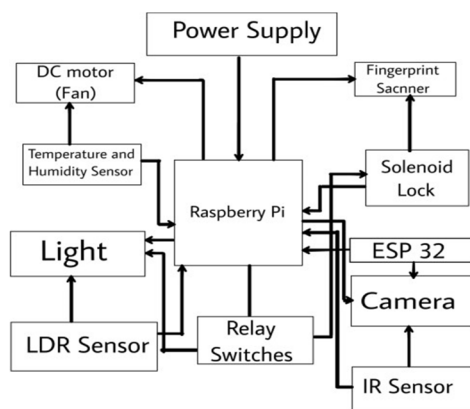 Power Supply
DC motor
(Fan)
Fingerprint
Sacnner
Temperature and
Humidity Sensor
Solenoid
Lock
Raspberry Pi
Light
ESP 32
Camera
LDR Sensor
Relay
Switches
IR Sensor